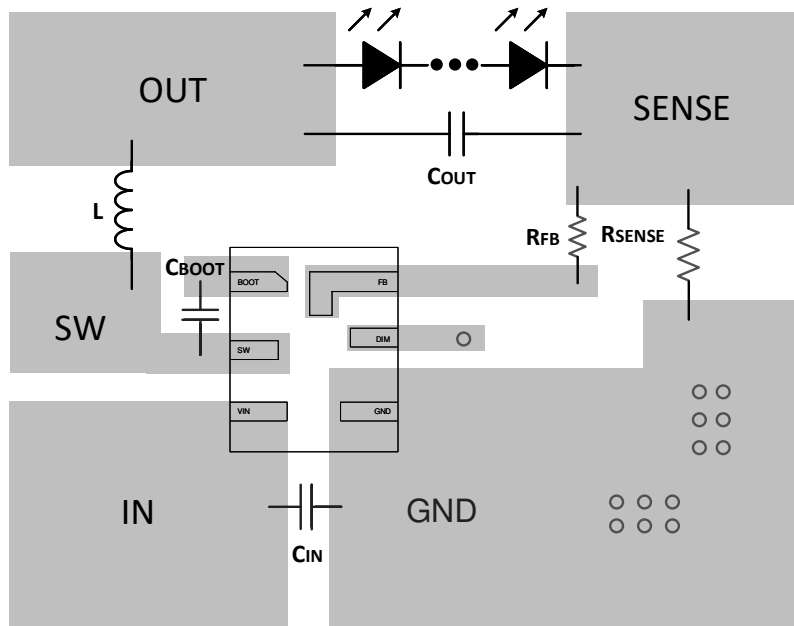 OUT
SENSE
COUT
L
RFB
RSENSE
CBOOT
BOOT
FB
SW
SW
DIM
VIN
GND
IN
GND
CIN